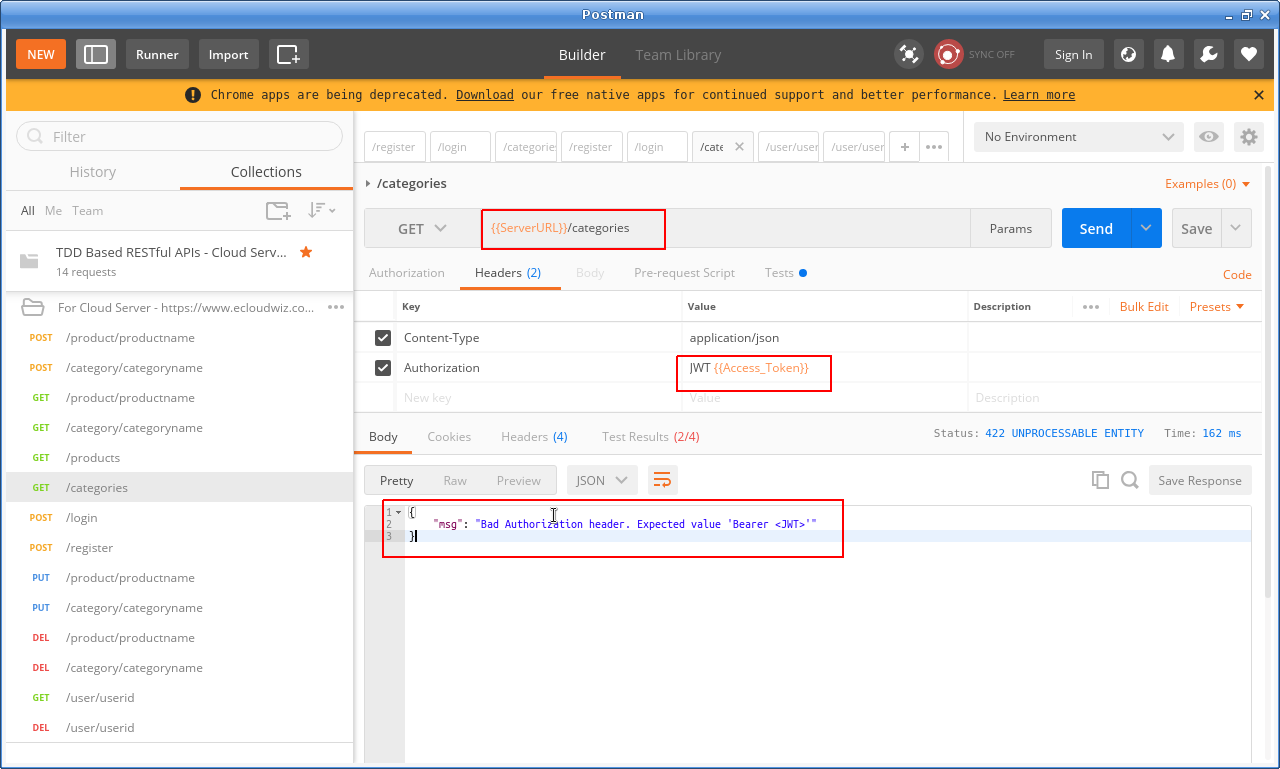 Postman
NEW Runner Import Builder Team Library SYNC OFF Sign In
Chrome apps are being deprecated. Download our free native apps for continued support and better performance. Learn more
Filter
History Collections
All Me Team
TDD Based RESTful APIs - Cloud Serv...
14 requests
For Cloud Server - https://www.ecloudwiz.co...
POST /product/productname
POST /category/categoryname
GET /product/productname
GET /category/categoryname
GET /products
GET /categories
POST /login
POST /register
PUT /product/productname
PUT /category/categoryname
DEL /product/productname
DEL /category/categoryname
GET /user/userid
DEL /user/userid
/register /login /categorie /register /login /cate /user/user /user/user
No Environment
/categories
Examples (0)
GET {{ServerURL}}/categories Params Send Save
Authorization Headers (2) Body Pre-request Script Tests Code
Key Value Description Bulk Edit Presets
Content-Type application/json
Authorization JWT {{Access_Token}}
New key Value Description
Body Cookies Headers (4) Test Results (2/4) Status: 422 UNPROCESSABLE ENTITY Time: 162 ms
Pretty Raw Preview JSON Save Response
1 {
2 "msg": "Bad Authorization header. Expected value 'Bearer <JWT>'"
3 }